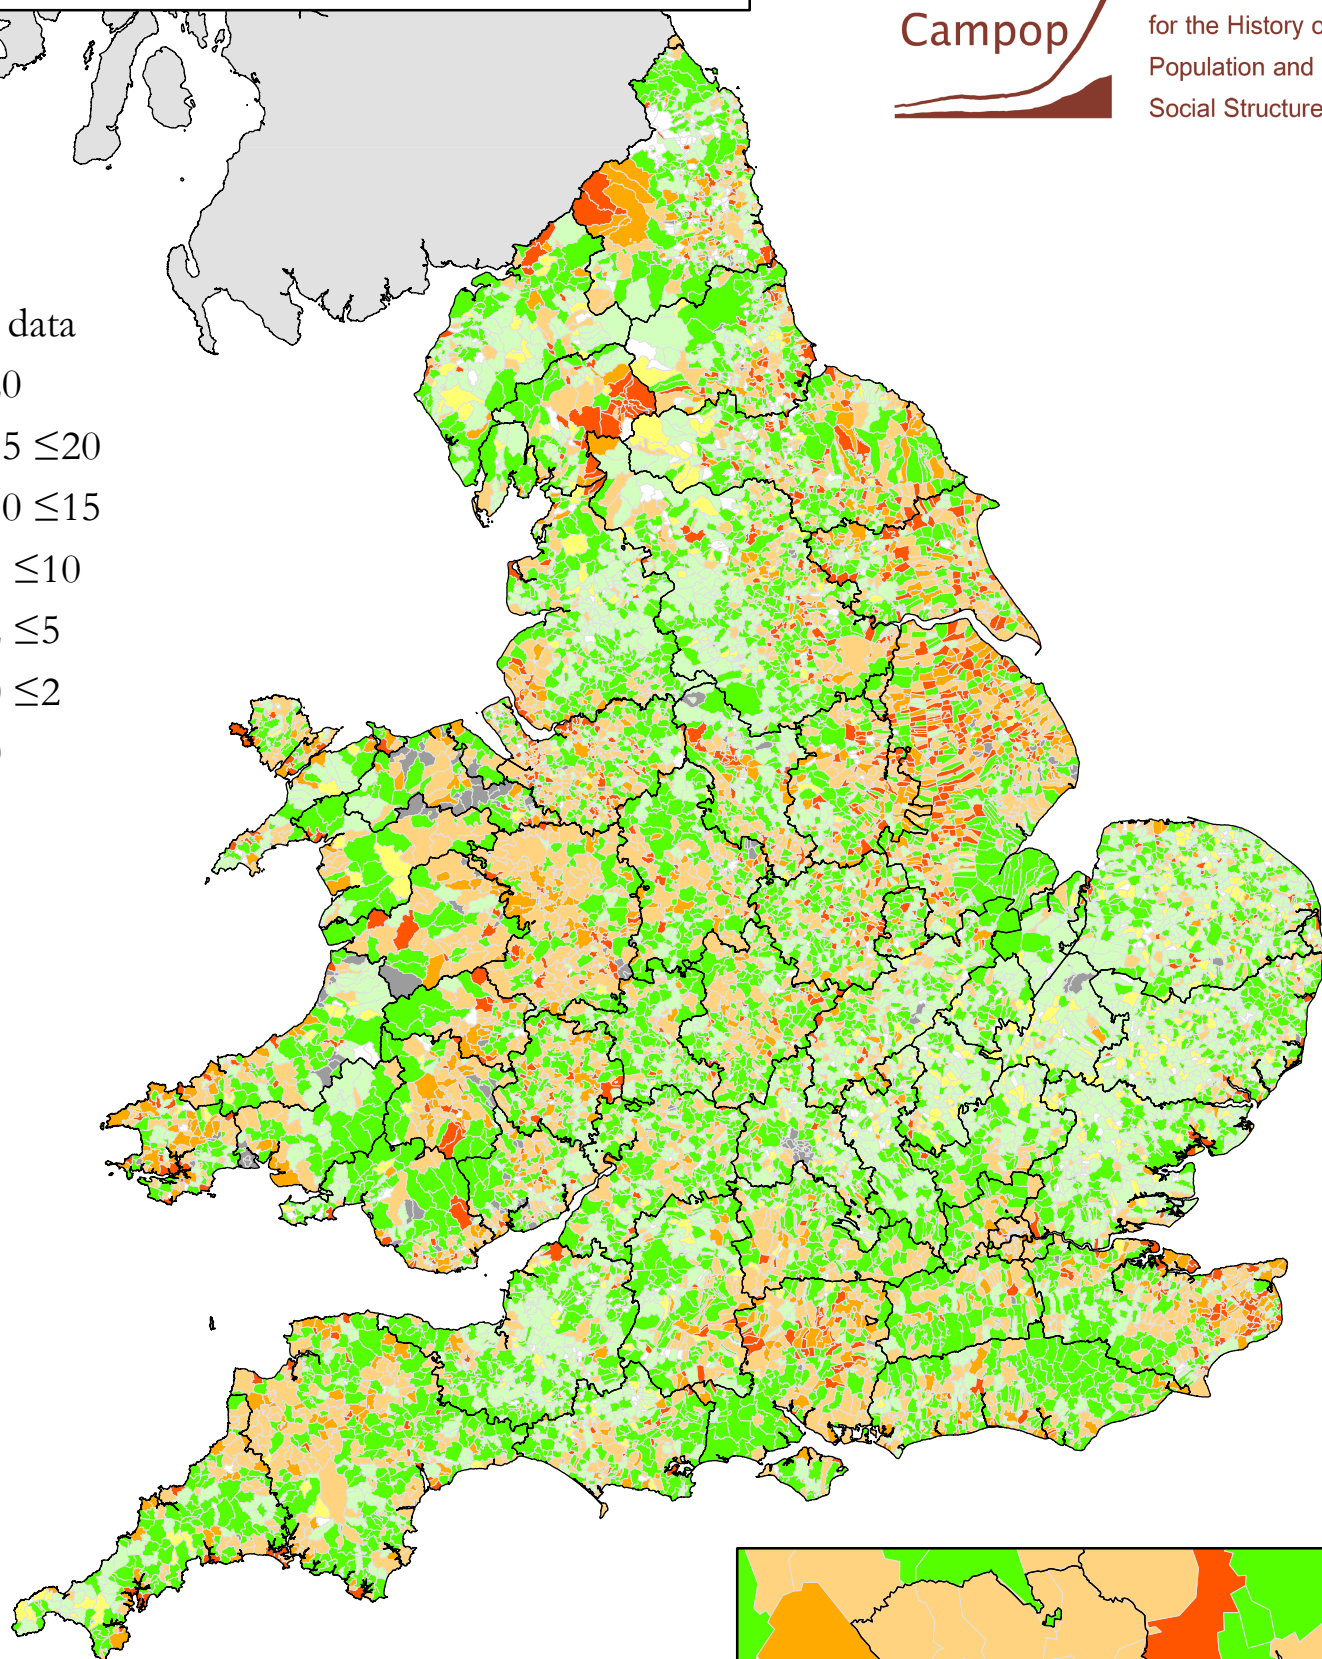 Campop
for the History o
Population and
Social Structure
data
0
5 ≤20
0 ≤15
≤10
≤5
≤2